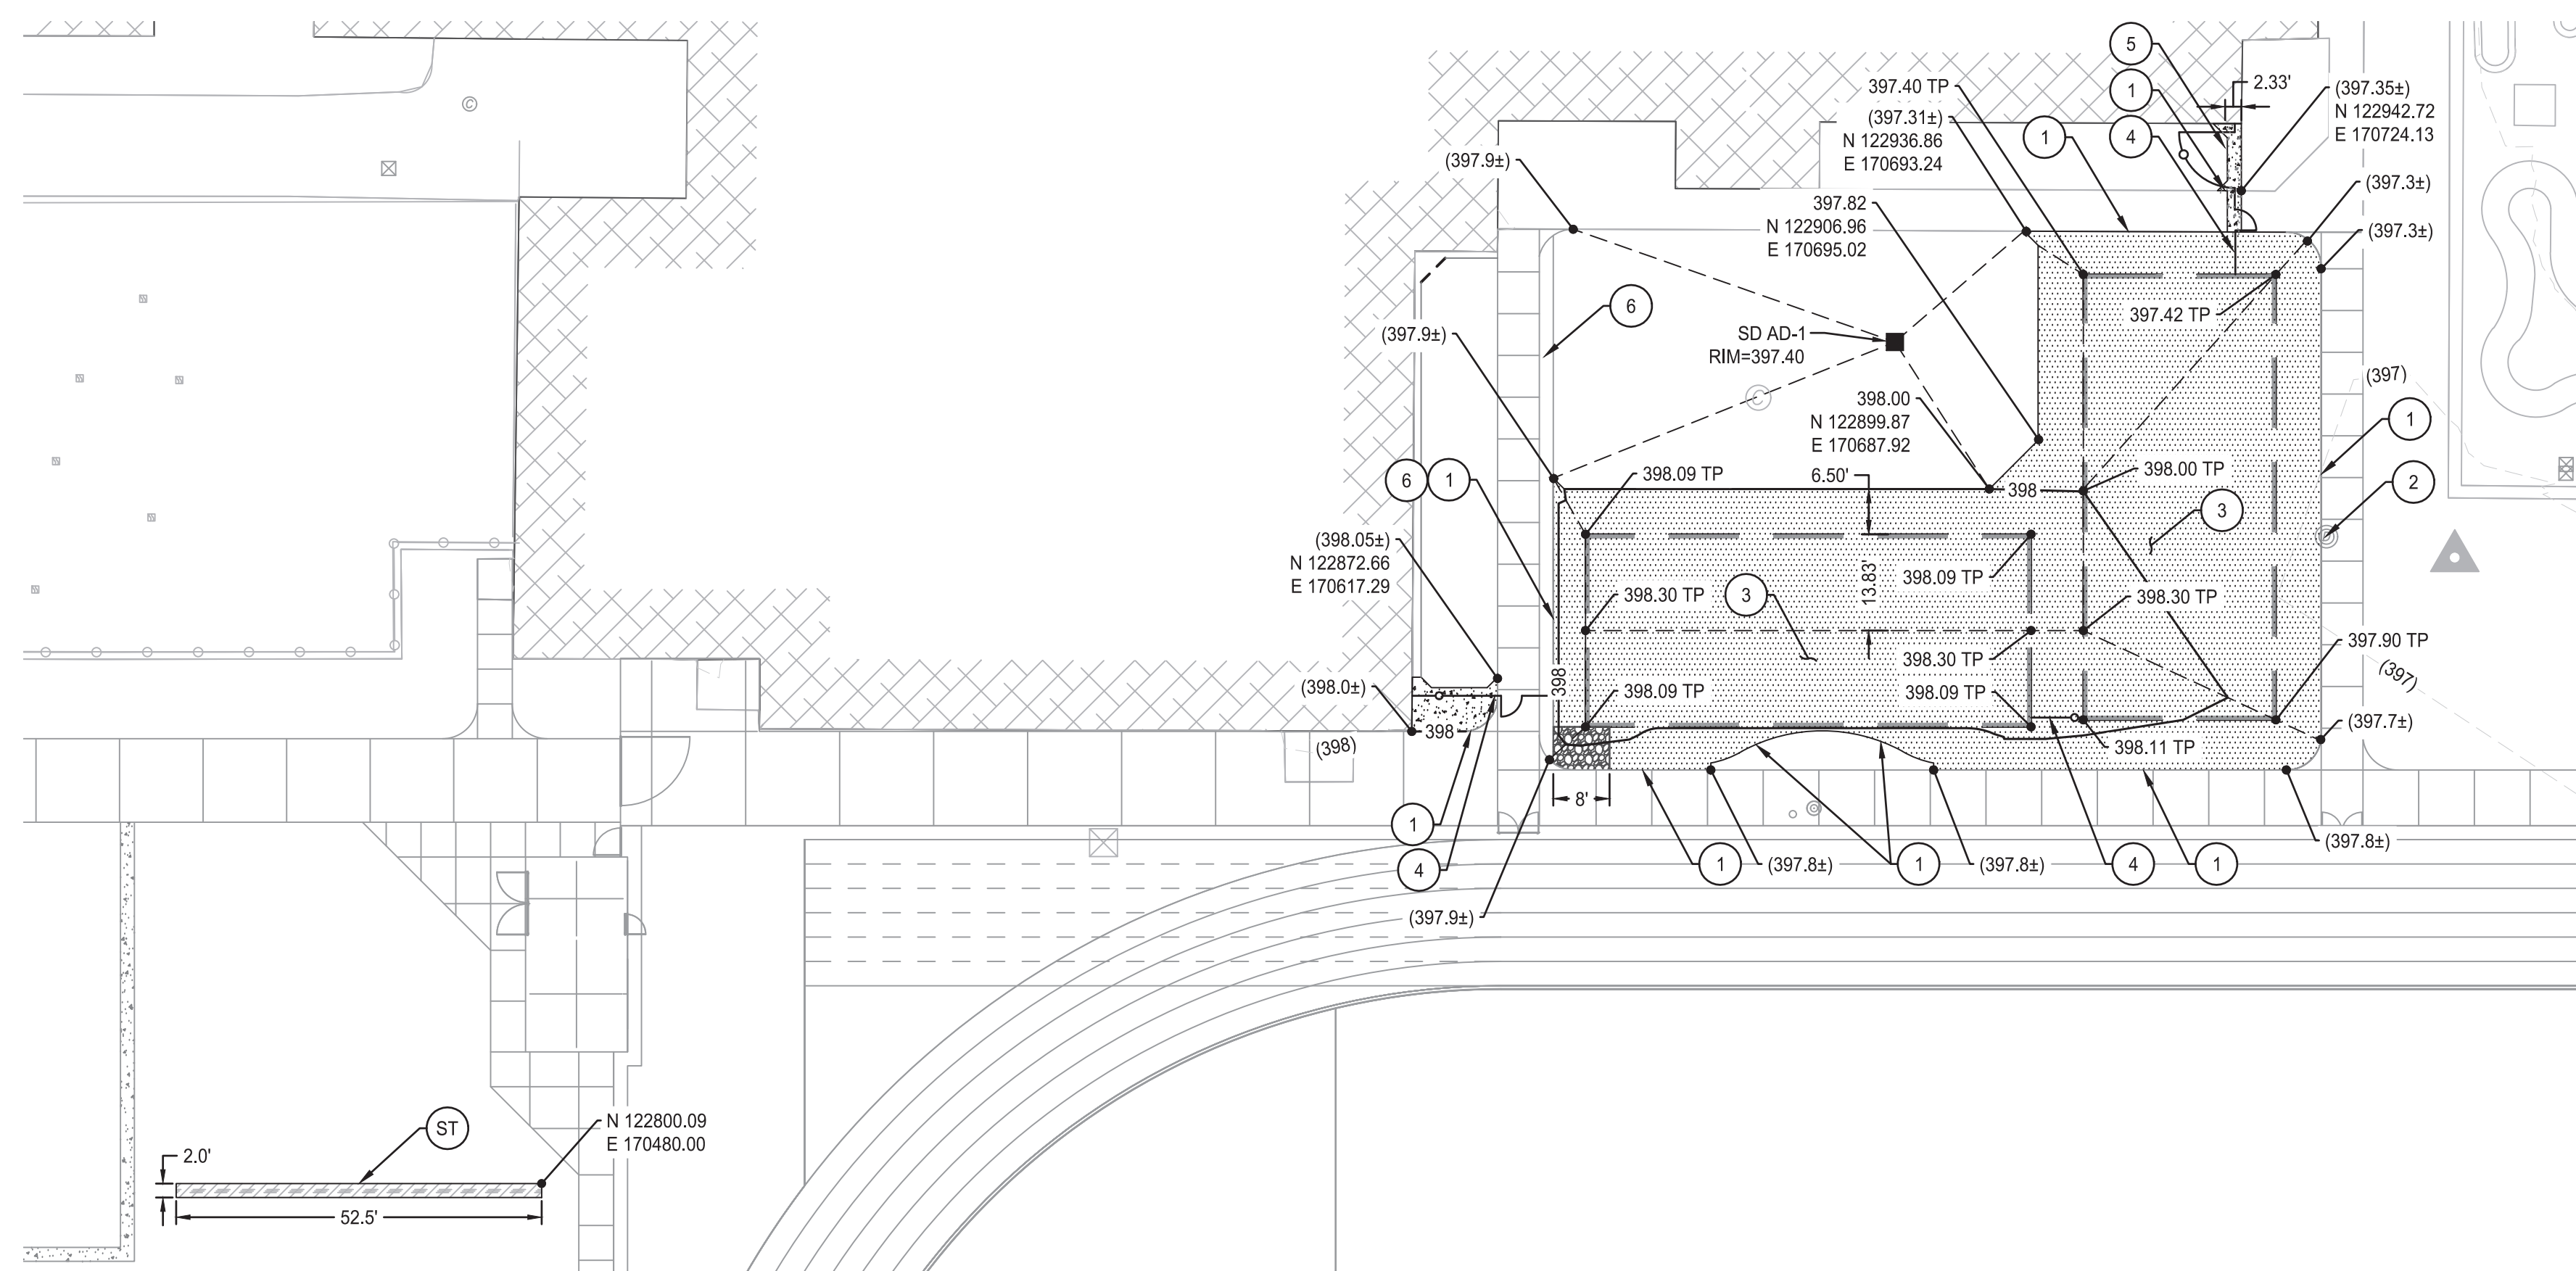 5
397.40 TP
1
2.33'
(397.35±)
N 122942.72
E 170724.13
(397.31±)
N 122936.86
E 170693.24
1
4
(397.9±)
(397.3±)
397.82
N 122906.96
E 170695.02
(397.3±)
6
397.42 TP
SD AD-1
RIM=397.40
(397.9±)
(397)
398.00
N 122899.87
E 170687.92
1
6
1
398.09 TP
6.50'
398
398.00 TP
2
3
(398.05±)
N 122872.66
E 170617.29
398.30 TP
3
13.83'
398.09 TP
398.30 TP
397.90 TP
(397)
398.30 TP
(398.0±)
398
398
(398)
398.09 TP
398.09 TP
398.11 TP
(397.7±)
8'
1
4
1
(397.8±)
1
(397.8±)
4
1
(397.8±)
(397.9±)
C
C
ST
N 122800.09
E 170480.00
2.0'
52.5'